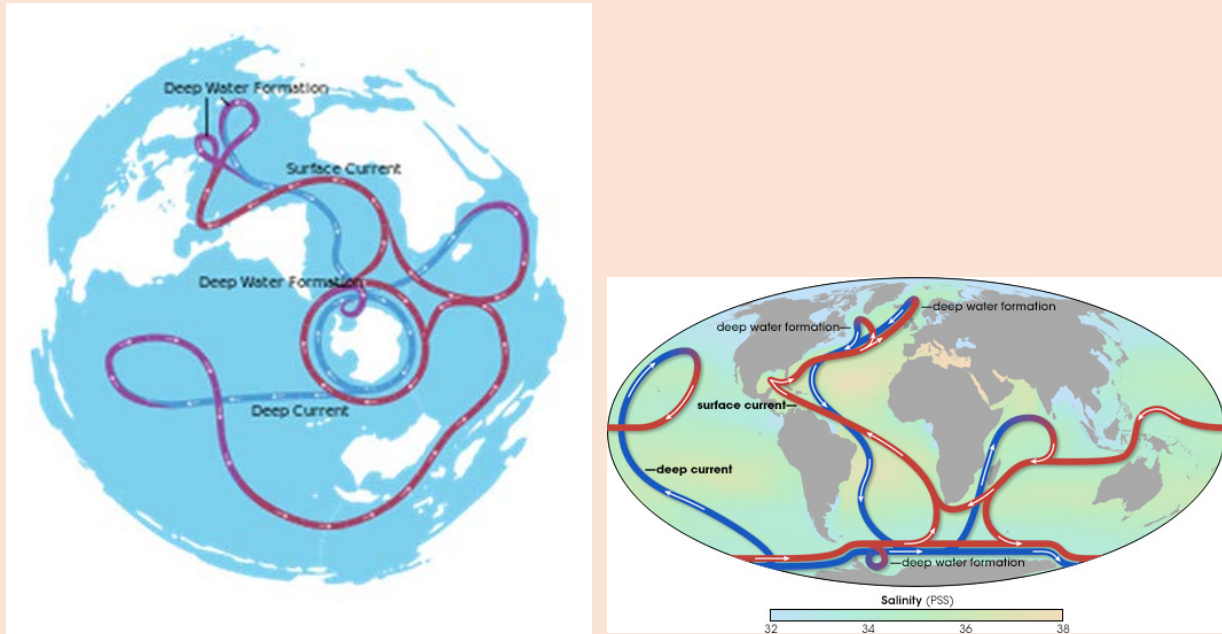 Deep Water Formation
Surface Current
Deep Water Formation
Deep Current
deep water formation
deep water formation
surface current
deep current
deep water formation
Salinity (PSS)
32 34 36 38